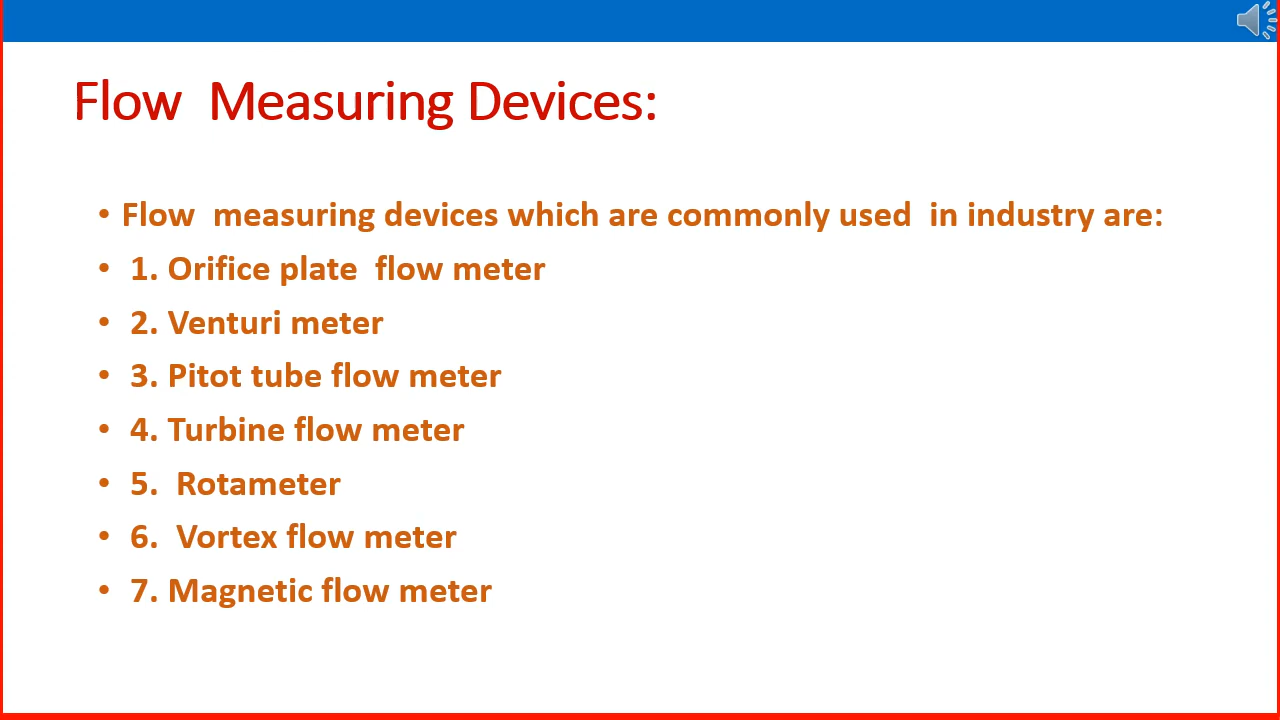 Flow  Measuring Devices:
• Flow  measuring devices which are commonly used  in industry are:
• 1. Orifice plate  flow meter
• 2. Venturi meter
• 3. Pitot tube flow meter
• 4. Turbine flow meter
• 5.  Rotameter
• 6.  Vortex flow meter
• 7. Magnetic flow meter